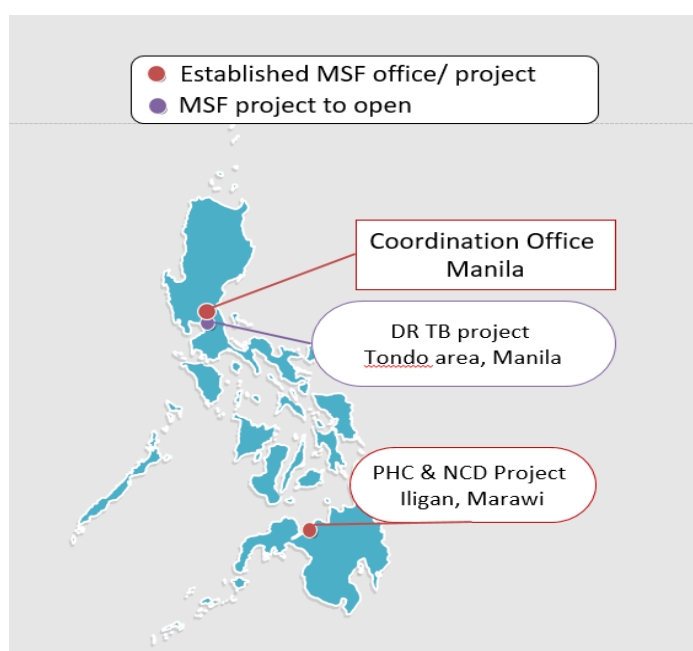 Established MSF office/ project
MSF project to open
Coordination Office
Manila
DR TB project
Tondo area, Manila
PHC & NCD Project
Iligan, Marawi